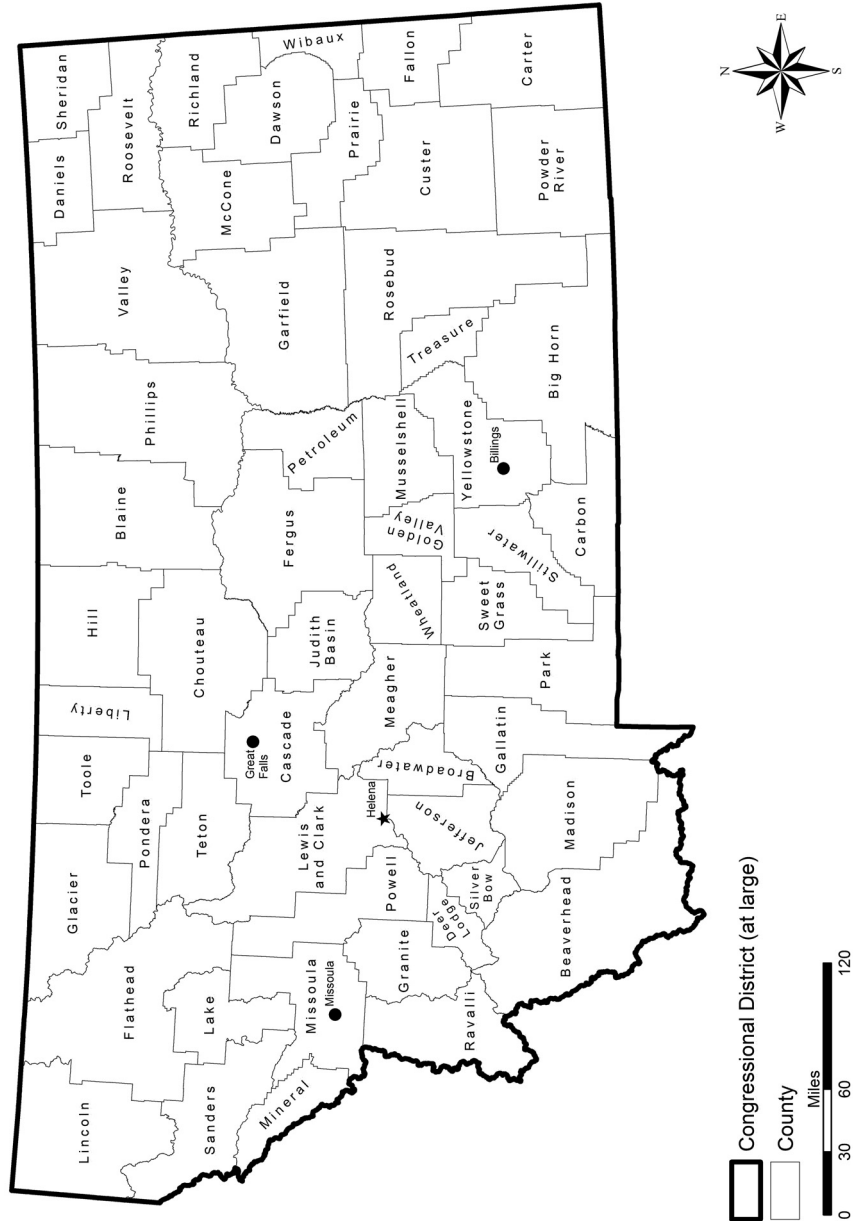 Lincoln
Flathead
Glacier
Toole
Liberty
Hill
Blaine
Phillips
Valley
Daniels
Sheridan
Roosevelt
Sanders
Lake
Pondera
Teton
Chouteau
Richland
McCone
Dawson
Wibaux
Mineral
Missoula
Missoula
Powell
Lewis
and Clark
Great
Falls
Cascade
Judith
Basin
Fergus
Petroleum
Garfield
Prairie
Fallon
Helena
Granite
Ravalli
Deer
Lodge
Silver
Bow
Jefferson
Broadwater
Meagher
Wheatland
Golden
Valley
Musselshell
Rosebud
Treasure
Custer
Carter
Powder
River
Beaverhead
Madison
Gallatin
Park
Sweet
Grass
Stillwater
Yellowstone
Billings
Carbon
Big Horn
Congressional District (at large)
County
Miles
0 30 60 120
N
W E
S